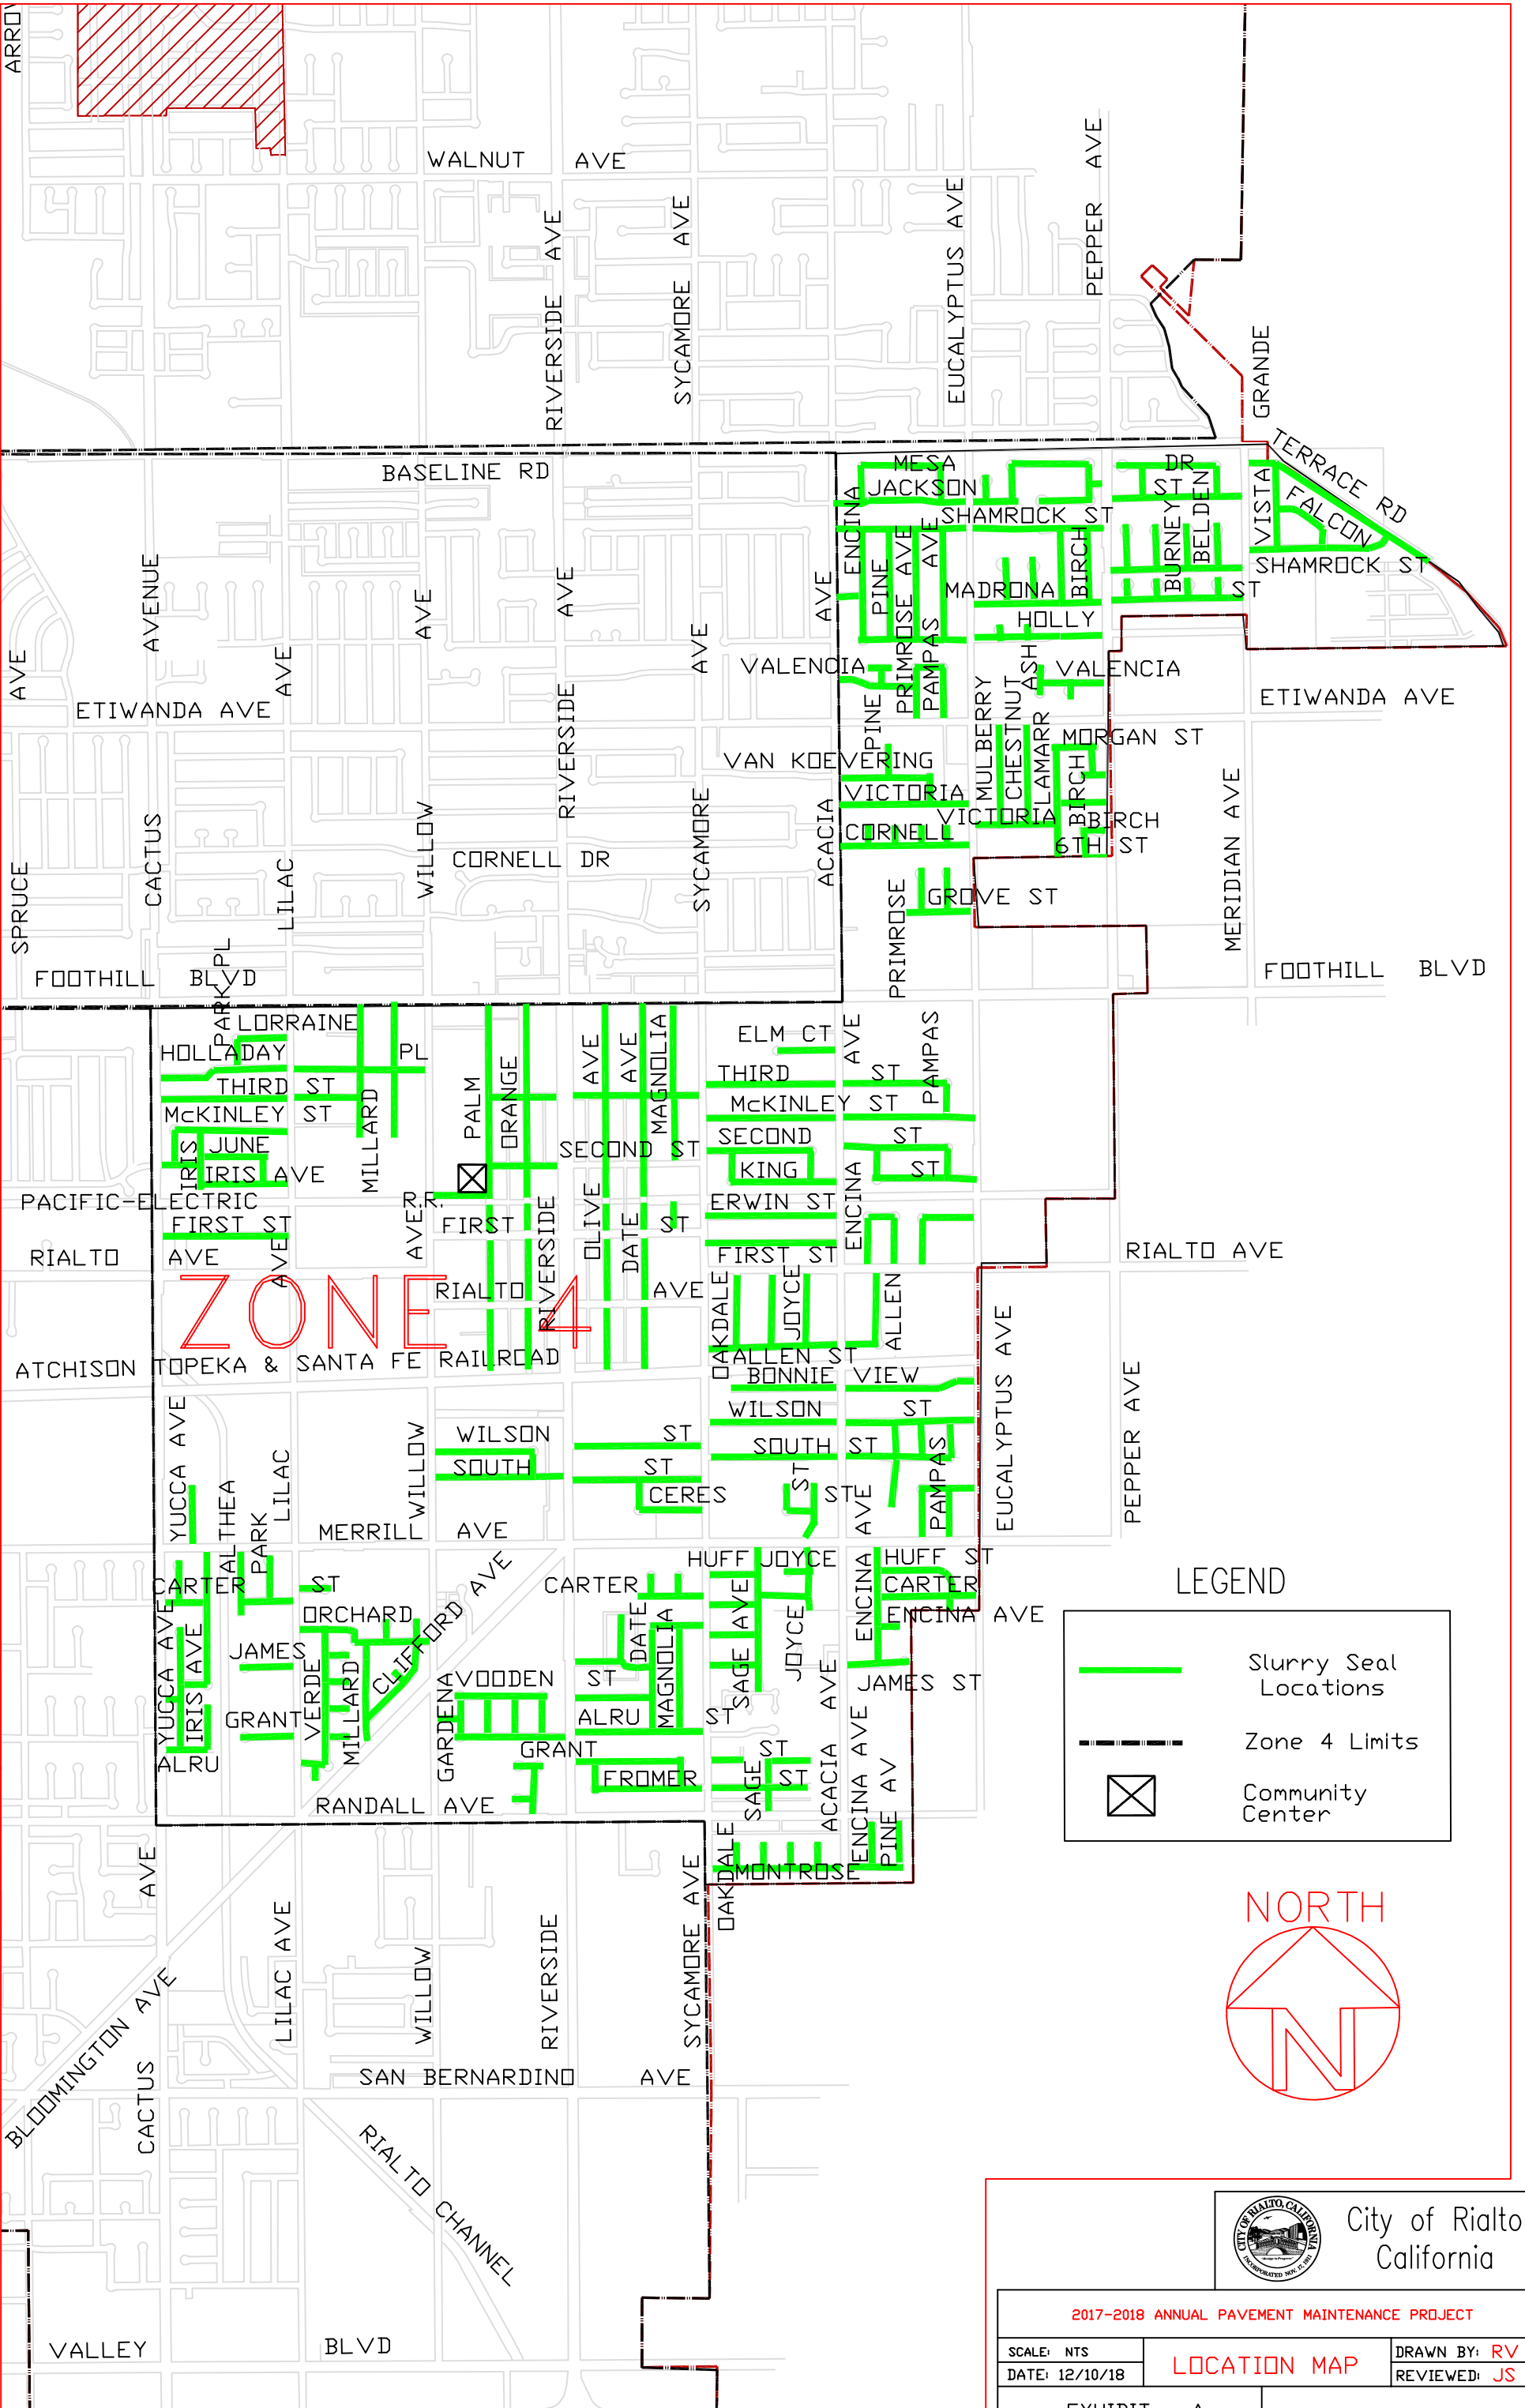 ARRO
WALNUT AVE
RIVERSIDE AVE
SYCAMORE AVE
EUCALYPTUS AVE
PEPPER AVE
GRANDE
BASELINE RD
MESA DR
TERRACE RD
JACKSON ST
VISTA
FALCON
ENCINA
SHAMROCK ST
BURNEY
BELDEN
SHAMROCK ST
AVENUE
AVE
AVE
AVE
PINE
PRIMROSE AVE
PAMPAS AVE
MADRONA ST
BIRCH
HOLLY
AVE
AVE
AVE
VALENCIA
ASH
VALENCIA
ETIWANDA AVE
ETIWANDA AVE
RIVERSIDE
PINE
MULBERRY
CHESTNUT
LAMARR
MORGAN ST
VAN KOEVERING
VICTORIA
VICTORIA
BIRCH
BIRCH
CORNELL
6TH ST
SPRUCE
CACTUS
LILAC
WILLOW
CORNELL DR
SYCAMORE
ACACIA
PRIMROSE
GROVE ST
MERIDIAN AVE
FOOTHILL BLVD
FOOTHILL BLVD
PARK PL
LORRAINE
HOLLADAY PL
THIRD ST
McKINLEY ST
IRIS
JUNE
IRIS AVE
MILLARD
PALM
ORANGE
AVE
AVE
MAGNOLIA
ELM CT
AVE
PAMPAS
THIRD ST
McKINLEY ST
SECOND ST
SECOND ST
KING ST
PACIFIC-ELECTRIC R.R.
ERWIN ST
ENCINA
FIRST ST
FIRST ST
FIRST ST
RIALTO AVE
AVE
AVE
RIVERSIDE
OLIVE
DATE
RIALTO AVE
RIALTO AVE
ZONE 4
OAKDALE
JOYCE
ALLEN
ALLEN ST
ATCHISON TOPEKA & SANTA FE RAILROAD
BONNIE VIEW
EUCALYPTUS AVE
PEPPER AVE
WILSON ST
WILSON ST
SOUTH ST
SOUTH ST
CERES
ST
ST
YUCCA AVE
ALTHEA
PARK
LILAC
WILLOW
ENCINA AVE
PAMPAS
MERRILL AVE
HUFF
JOYCE
HUFF ST
CARTER ST
CARTER
CARTER
ENCINA
ENCINA AVE
ORCHARD
CLIFFORD AVE
YUCCA AVE
IRIS AVE
JAMES
VERDE
MILLARD
GRANT
ALRU
GARDENA
VOODEN ST
DATE
MAGNOLIA
SAGE AVE
JOYCE
JAMES ST
ALRU ST
GRANT ST
FROMER ST
SAGE
ACACIA AVE
ENCINA AVE
PINE AV
RANDALL AVE
OAKDALE
MONTROSE
AVE
LILAC AVE
WILLOW
RIVERSIDE
SYCAMORE AVE
BLOOMINGTON AVE
CACTUS
SAN BERNARDINO AVE
RIALTO CHANNEL
VALLEY BLVD
LEGEND
Slurry Seal
Locations
Zone 4 Limits
Community
Center
NORTH
N
CITY OF RIALTO, CALIFORNIA
INCORPORATED NOV. 17, 1911
City of Rialto
California
2017-2018 ANNUAL PAVEMENT MAINTENANCE PROJECT
SCALE: NTS
DATE: 12/10/18
LOCATION MAP
DRAWN BY: RV
REVIEWED: JS